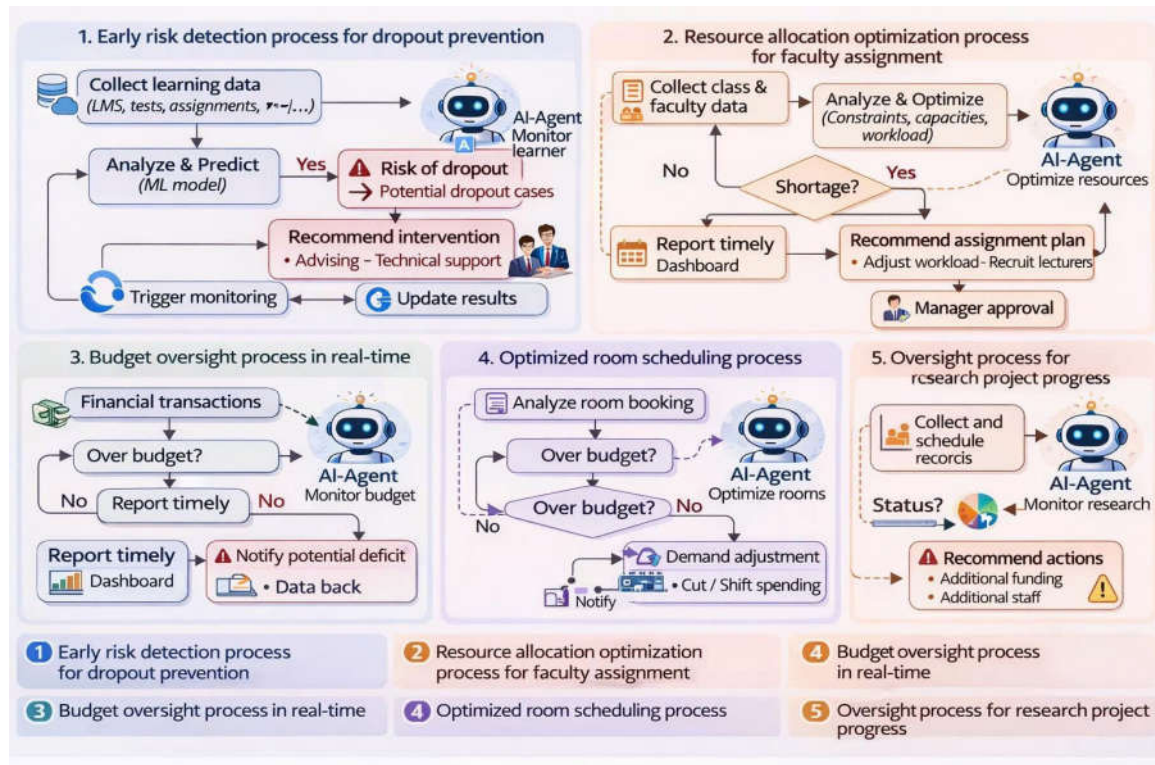 1. Early risk detection process for dropout prevention
Collect learning data
(LMS, tests, assignments,
AI-Agent
Monitor
learner
A
Analyze & Predict
(ML model)
Yes
Risk of dropout
→ Potential dropout cases
Recommend intervention
• Advising – Technical support
Trigger monitoring
Update results
2. Resource allocation optimization process
for faculty assignment
Collect class &
faculty data
Analyze & Optimize
(Constraints, capacities,
workload)
AI-Agent
Optimize resources
No
Shortage?
Yes
Report timely
Dashboard
Recommend assignment plan
• Adjust workload - Recruit lecturers
Manager approval
3. Budget oversight process in real-time
Financial transactions
Over budget?
AI-Agent
Monitor budget
No
Report timely
No
Report timely
Dashboard
Notify potential deficit
• Data back
4. Optimized room scheduling process
Analyze room booking
Over budget?
AI-Agent
Optimize rooms
Over budget?
No
No
Demand adjustment
• Cut / Shift spending
Notify
5. Oversight process for
research project progress
Collect and
schedule
recorcis
AI-Agent
Monitor research
Status?
Recommend actions
• Additional funding
• Additional staff
1 Early risk detection process
for dropout prevention
2 Resource allocation optimization
process for faculty assignment
4 Budget oversight process
in real-time
3 Budget oversight process in real-time
4 Optimized room scheduling process
5 Oversight process for research project
progress